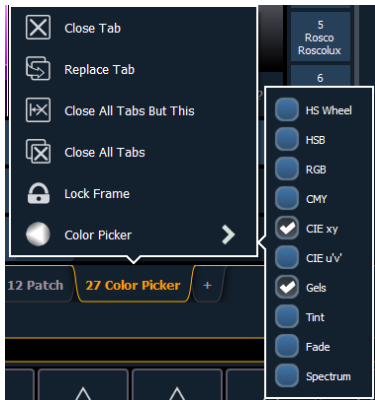 Close Tab
Replace Tab
Close All Tabs But This
Close All Tabs
Lock Frame
Color Picker
5
Rosco
Roscolux
6
?
HS Wheel
HSB
RGB
CMY
CIE xy
CIE u'v'
Gels
Tint
Fade
Spectrum
12 Patch
27 Color Picker
+